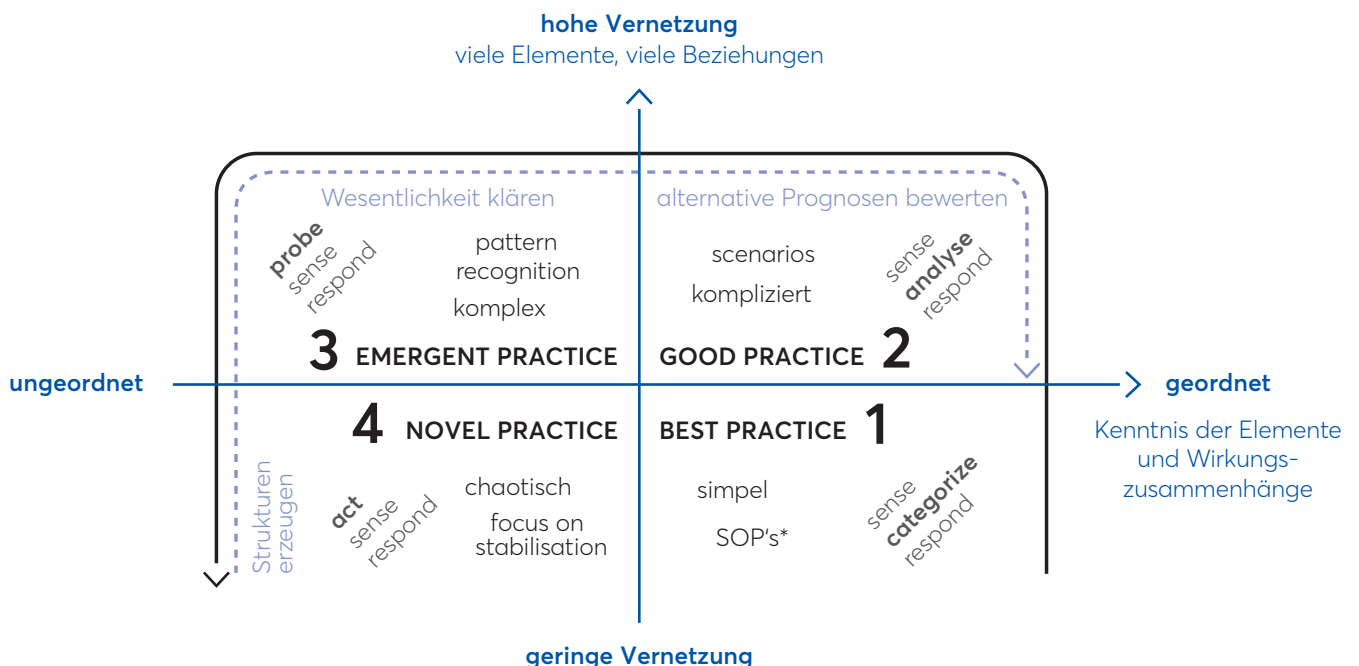 hohe Vernetzung
viele Elemente, viele Beziehungen
Wesentlichkeit klären
alternative Prognosen bewerten
probe
sense
respond
pattern
recognition
komplex
scenarios
kompliziert
sense
analyse
respond
3 EMERGENT PRACTICE
GOOD PRACTICE 2
ungeordnet
geordnet
Kenntnis der Elemente
und Wirkungs-
zusammenhänge
4 NOVEL PRACTICE
BEST PRACTICE 1
Strukturen
erzeugen
act
sense
respond
chaotisch
focus on
stabilisation
simpel
SOP's*
sense
categorize
respond
geringe Vernetzung